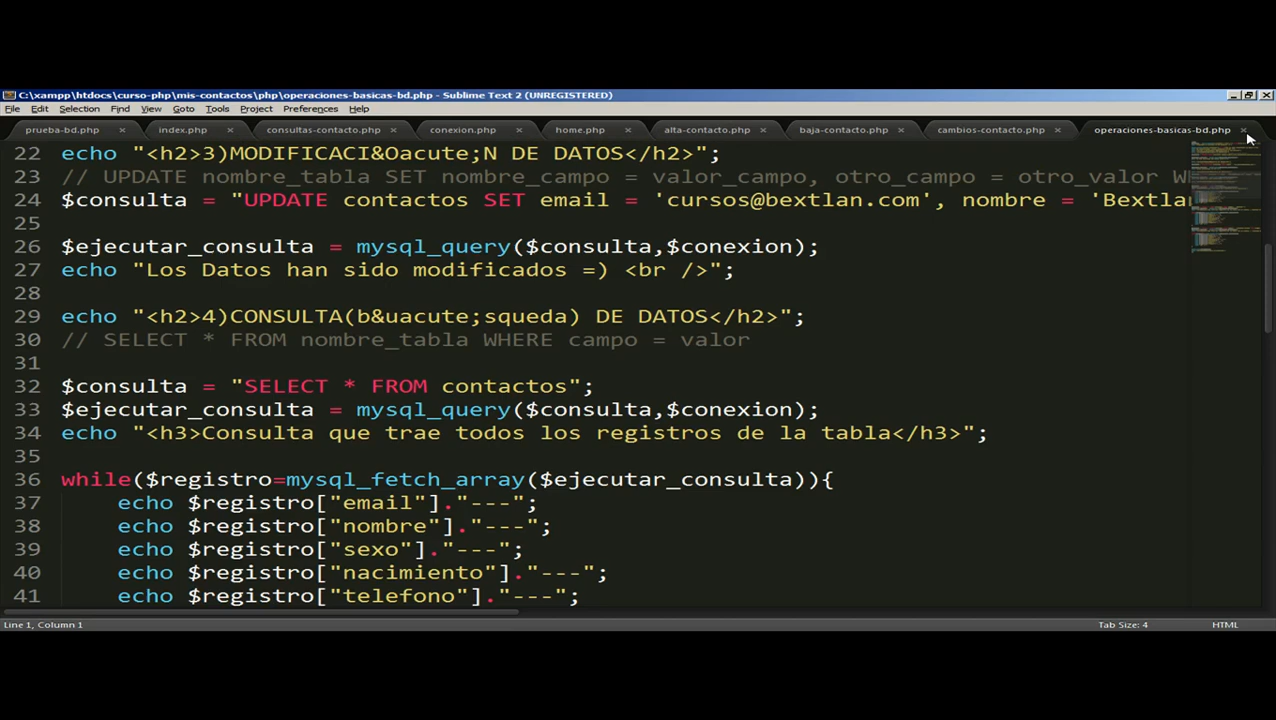 C:\xampp\htdocs\curso-php\mis-contactos\php\operaciones-basicas-bd.php - Sublime Text 2 (UNREGISTERED)
File Edit Selection Find View Goto Tools Project Preferences Help
prueba-bd.php index.php consultas-contacto.php conexion.php home.php alta-contacto.php baja-contacto.php cambios-contacto.php operaciones-basicas-bd.php
22 echo "<h2>3)MODIFICACI&Oacute;N DE DATOS</h2>";
23 // UPDATE nombre_tabla SET nombre_campo = valor_campo, otro_campo = otro_valor W
24 $consulta = "UPDATE contactos SET email = 'cursos@bextlan.com', nombre = 'Bextlan
25
26 $ejecutar_consulta = mysql_query($consulta,$conexion);
27 echo "Los Datos han sido modificados =) <br />";
28
29 echo "<h2>4)CONSULTA(b&uacute;squeda) DE DATOS</h2>";
30 // SELECT * FROM nombre_tabla WHERE campo = valor
31
32 $consulta = "SELECT * FROM contactos";
33 $ejecutar_consulta = mysql_query($consulta,$conexion);
34 echo "<h3>Consulta que trae todos los registros de la tabla</h3>";
35
36 while($registro=mysql_fetch_array($ejecutar_consulta)){
37 echo $registro["email"]."---";
38 echo $registro["nombre"]."---";
39 echo $registro["sexo"]."---";
40 echo $registro["nacimiento"]."---";
41 echo $registro["telefono"]."---";
Line 1, Column 1 Tab Size: 4 HTML